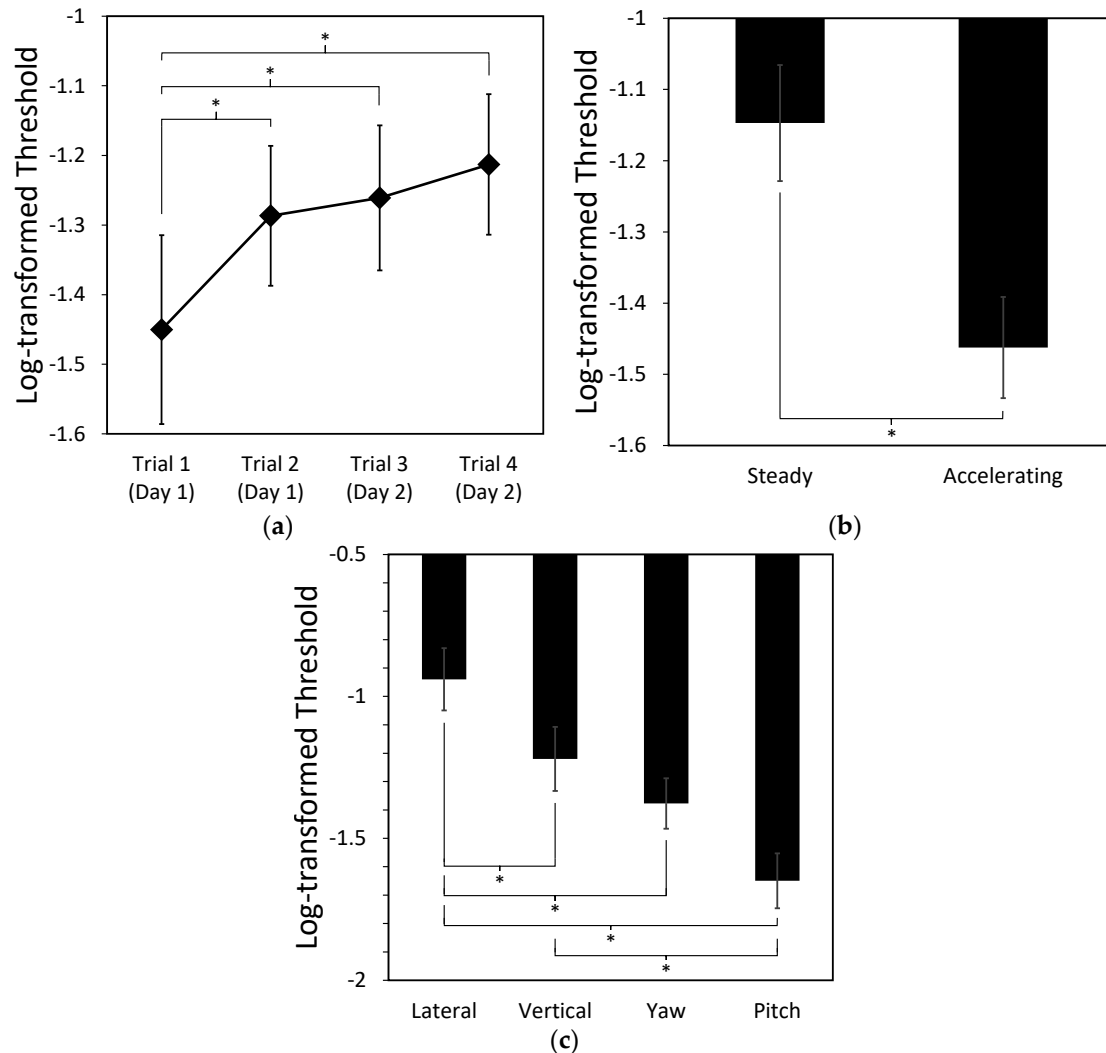 Log-transformed Threshold
-1
-1.1
-1.2
-1.3
-1.4
-1.5
-1.6
*
*
*
Trial 1
(Day 1)
Trial 2
(Day 1)
Trial 3
(Day 2)
Trial 4
(Day 2)
(a)
Log-transformed Threshold
-1
-1.1
-1.2
-1.3
-1.4
-1.5
-1.6
*
Steady
Accelerating
(b)
Log-transformed Threshold
-0.5
-1
-1.5
-2
*
*
*
*
Lateral
Vertical
Yaw
Pitch
(c)